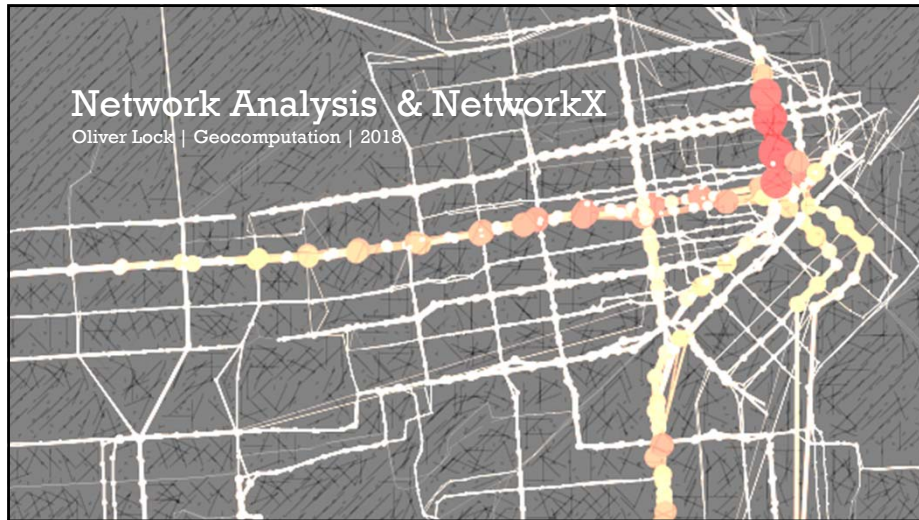 Network Analysis  & NetworkX
Oliver Lock | Geocomputation | 2018